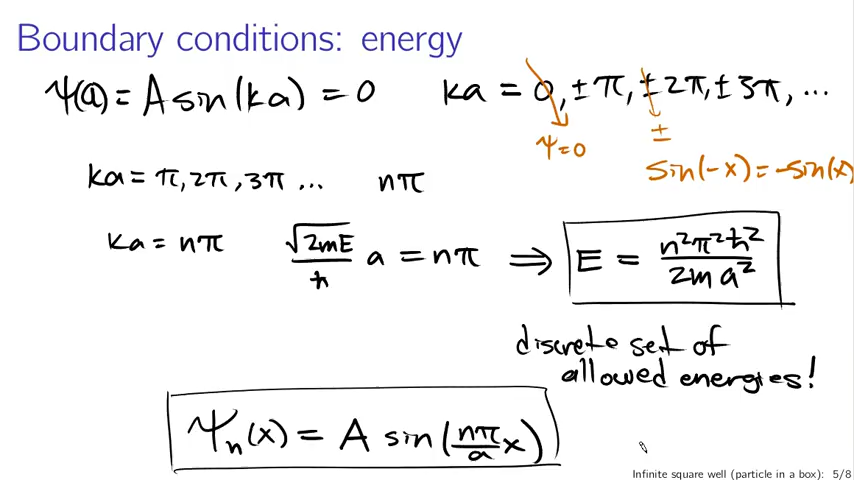 Boundary conditions: energy
Ψ(a) = A sin(ka) = 0    ka = 0, ±π, ±2π, ±3π, ...
Ψ=0    ±
sin(-x) = -sin(x)
ka = π, 2π, 3π ...    nπ
ka = nπ    √(2mE)/ħ a = nπ ⟹ E = n²π²ħ²/2ma²
discrete set of
allowed energies!
Ψₙ(x) = A sin(nπ/a x)
Infinite square well (particle in a box): 5/8